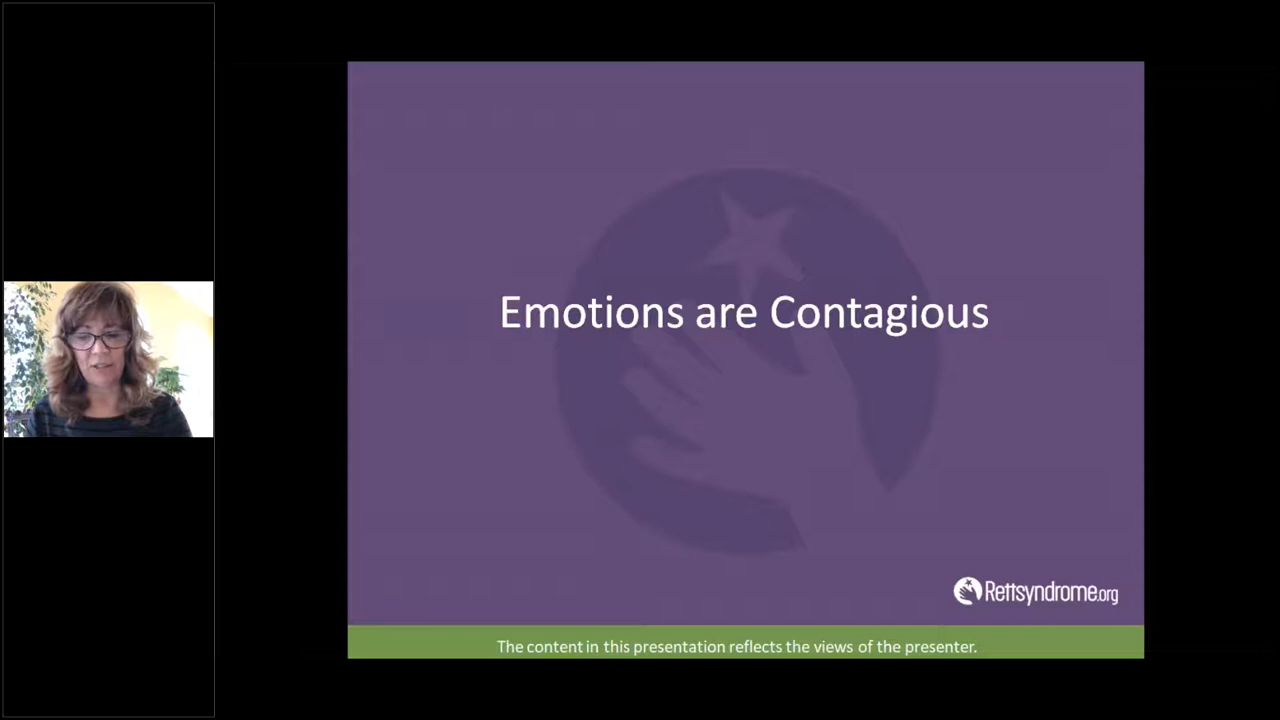 Emotions are Contagious
Rettsyndrome.org
The content in this presentation reflects the views of the presenter.